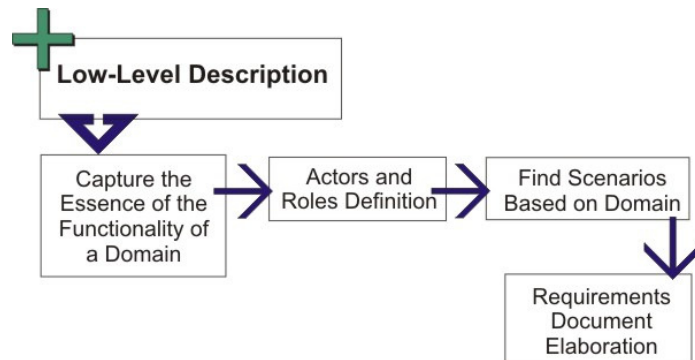 Low-Level Description
Capture the
Essence of the
Functionality of
a Domain
Actors and
Roles Definition
Find Scenarios
Based on Domain
Requirements
Document
Elaboration